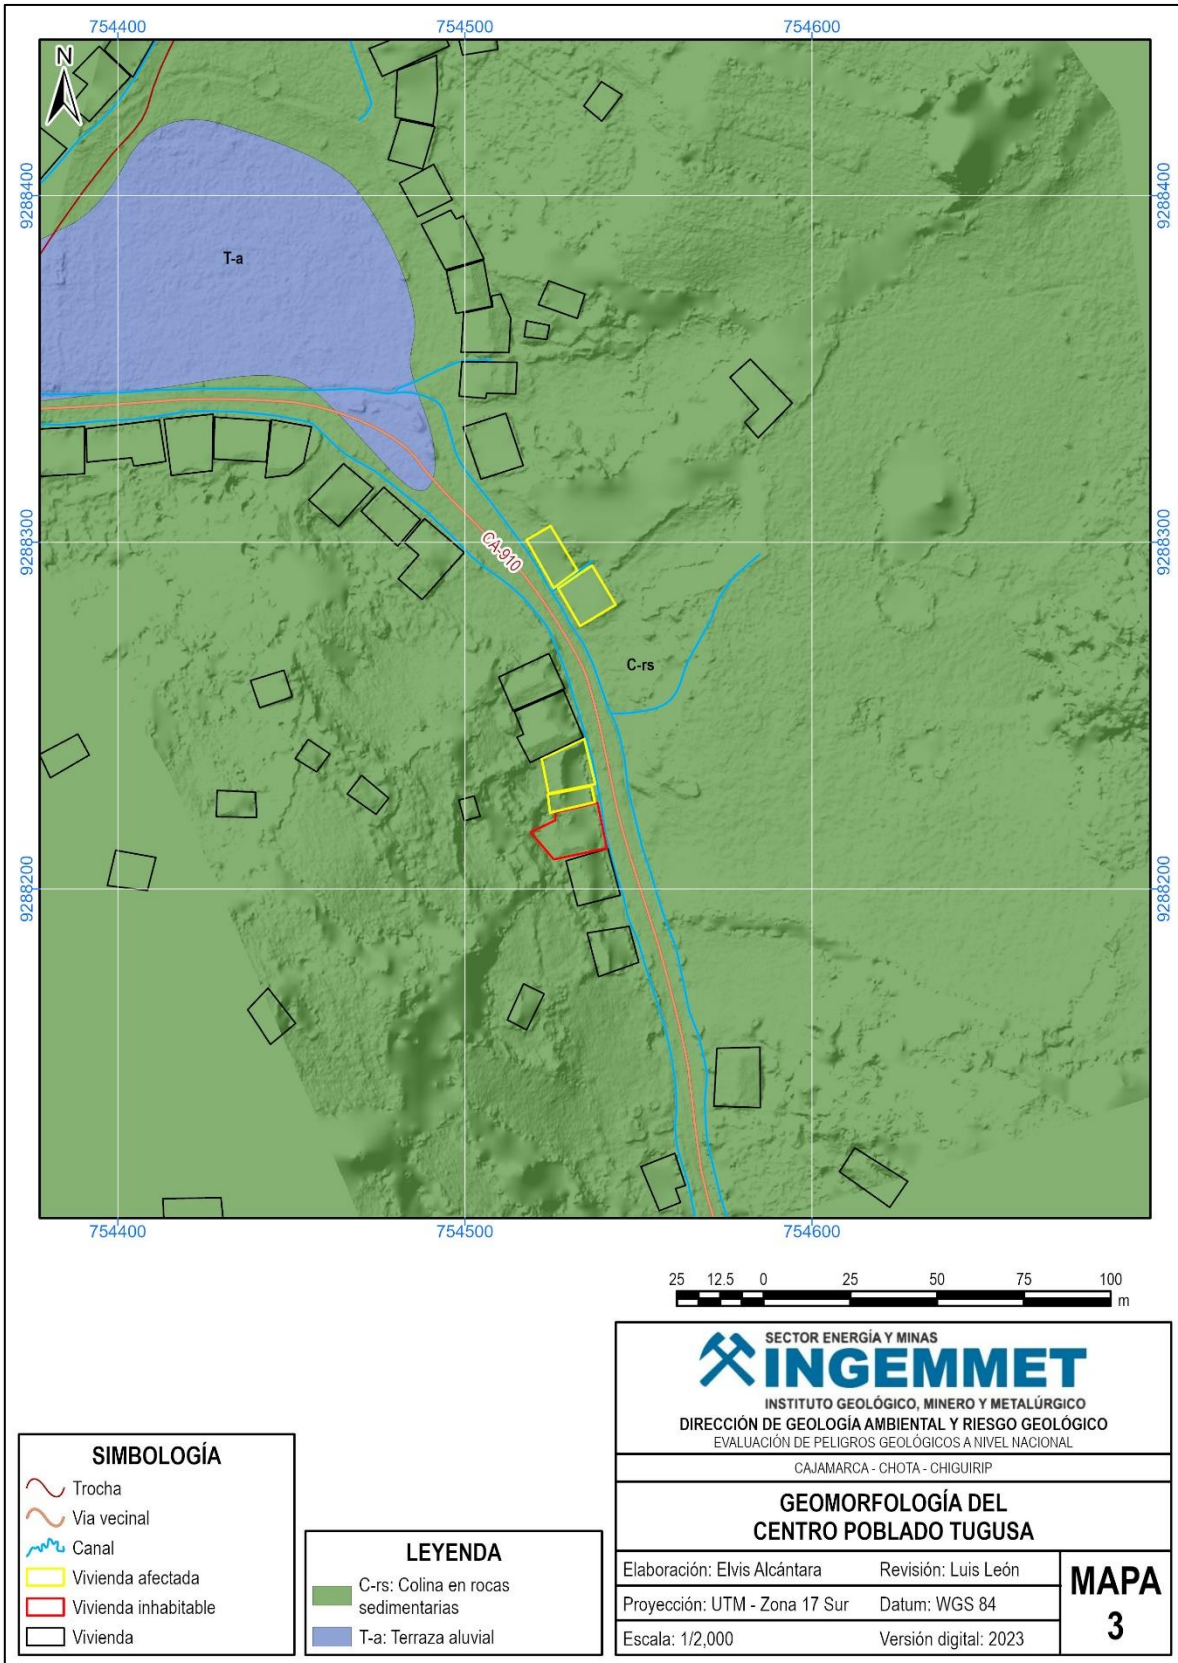 754400 754500 754600
N
9288400 9288400
T-a
9288300 9288300
CA-910
C-rs
9288200 9288200
754400 754500 754600
25 12.5 0 25 50 75 100
m
SECTOR ENERGÍA Y MINAS
INGEMMET
INSTITUTO GEOLÓGICO, MINERO Y METALÚRGICO
DIRECCIÓN DE GEOLOGÍA AMBIENTAL Y RIESGO GEOLÓGICO
EVALUACIÓN DE PELIGROS GEOLÓGICOS A NIVEL NACIONAL
CAJAMARCA - CHOTA - CHIGUIRIP
GEOMORFOLOGÍA DEL
CENTRO POBLADO TUGUSA
Elaboración: Elvis Alcántara Revisión: Luis León
Proyección: UTM - Zona 17 Sur Datum: WGS 84
Escala: 1/2,000 Versión digital: 2023
MAPA
3
SIMBOLOGÍA
Trocha
Via vecinal
Canal
Vivienda afectada
Vivienda inhabitable
Vivienda
LEYENDA
C-rs: Colina en rocas
sedimentarias
T-a: Terraza aluvial